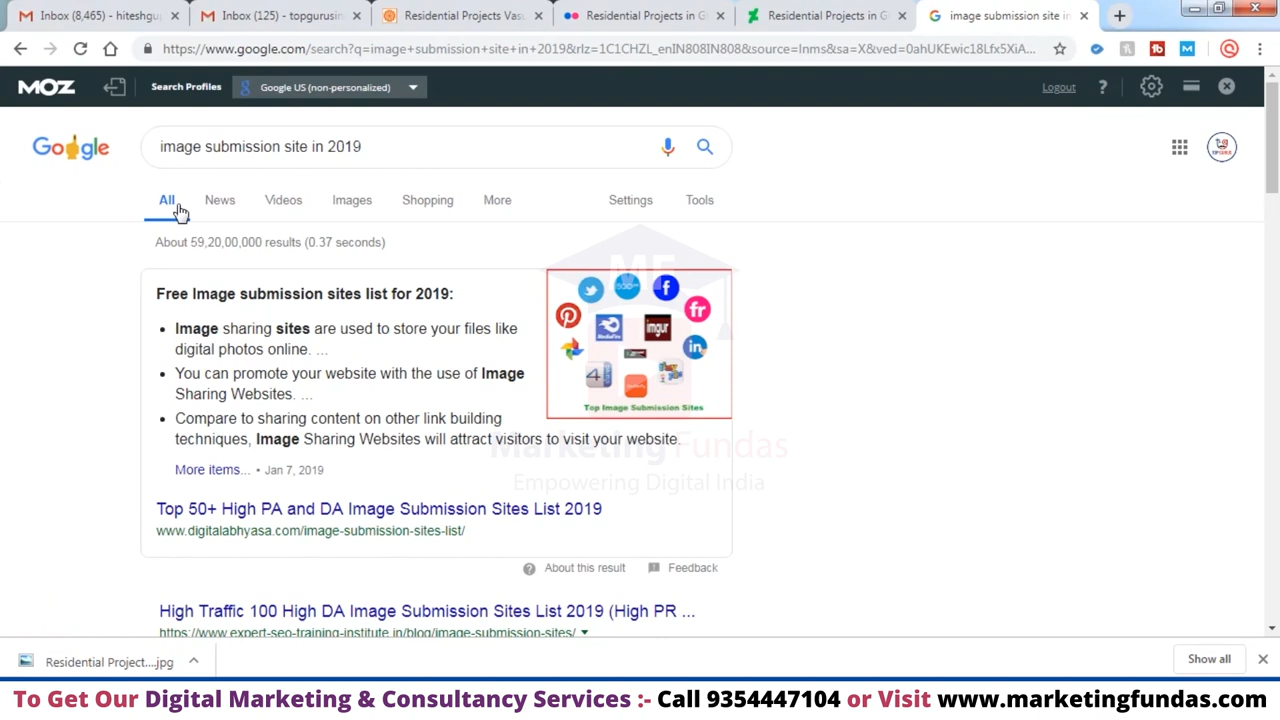 Inbox (8,465) - hiteshgu
Inbox (125) - topgurusin
Residential Projects Vasu
Residential Projects in G
Residential Projects in G
image submission site in
https://www.google.com/search?q=image+submission+site+in+2019&rlz=1C1CHZL_enIN808IN808&source=lnms&sa=X&ved=0ahUKEwic18Lfx5XiA...
MOZ
Search Profiles
Google US (non-personalized)
Logout
?
Google
image submission site in 2019
All
News
Videos
Images
Shopping
More
Settings
Tools
About 59,20,00,000 results (0.37 seconds)
Free Image submission sites list for 2019:
• Image sharing sites are used to store your files like
digital photos online. ...
• You can promote your website with the use of Image
Sharing Websites. ...
• Compare to sharing content on other link building
techniques, Image Sharing Websites will attract visitors to visit your website.
imgur
Top Image Submission Sites
MF
Marketing Fundas
Empowering Digital India
More items... • Jan 7, 2019
Top 50+ High PA and DA Image Submission Sites List 2019
www.digitalabhyasa.com/image-submission-sites-list/
About this result
Feedback
High Traffic 100 High DA Image Submission Sites List 2019 (High PR ...
https://www.expert-seo-training-institute.in/blog/image-submission-sites/
Residential Project....jpg
Show all
To Get Our Digital Marketing & Consultancy Services :- Call 9354447104 or Visit www.marketingfundas.com